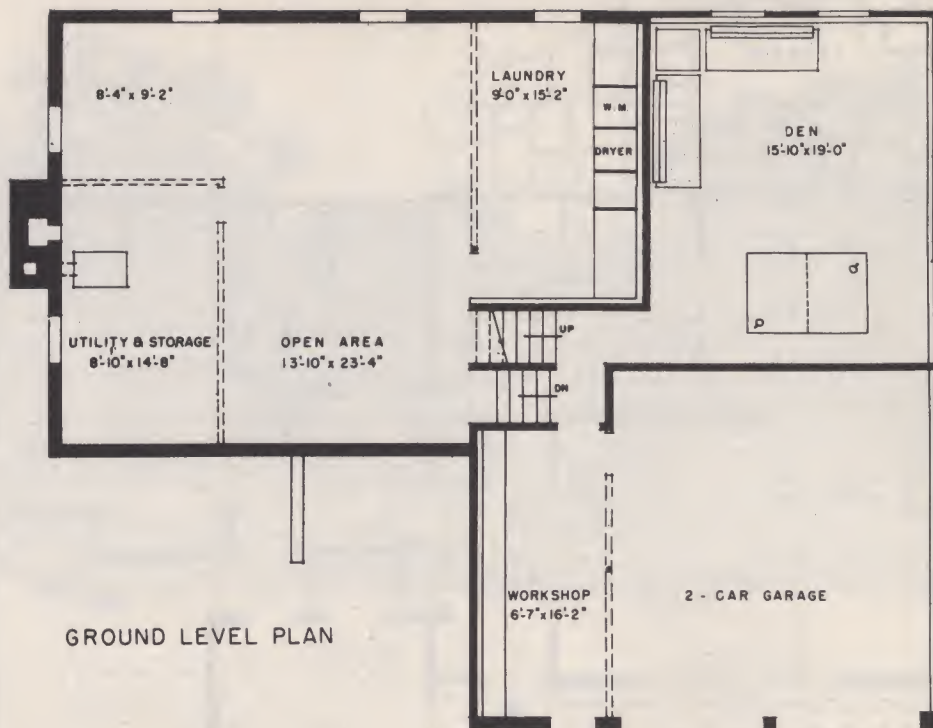 8'-4" x 9'-2"
LAUNDRY
9'-0" x 15'-2"
W.M.
DRYER
DEN
15'-10" x 19'-0"
UTILITY & STORAGE
8'-10" x 14'-8"
OPEN AREA
13'-10" x 23'-4"
UP
DN
WORKSHOP
6'-7" x 16'-2"
2 - CAR GARAGE
GROUND LEVEL PLAN